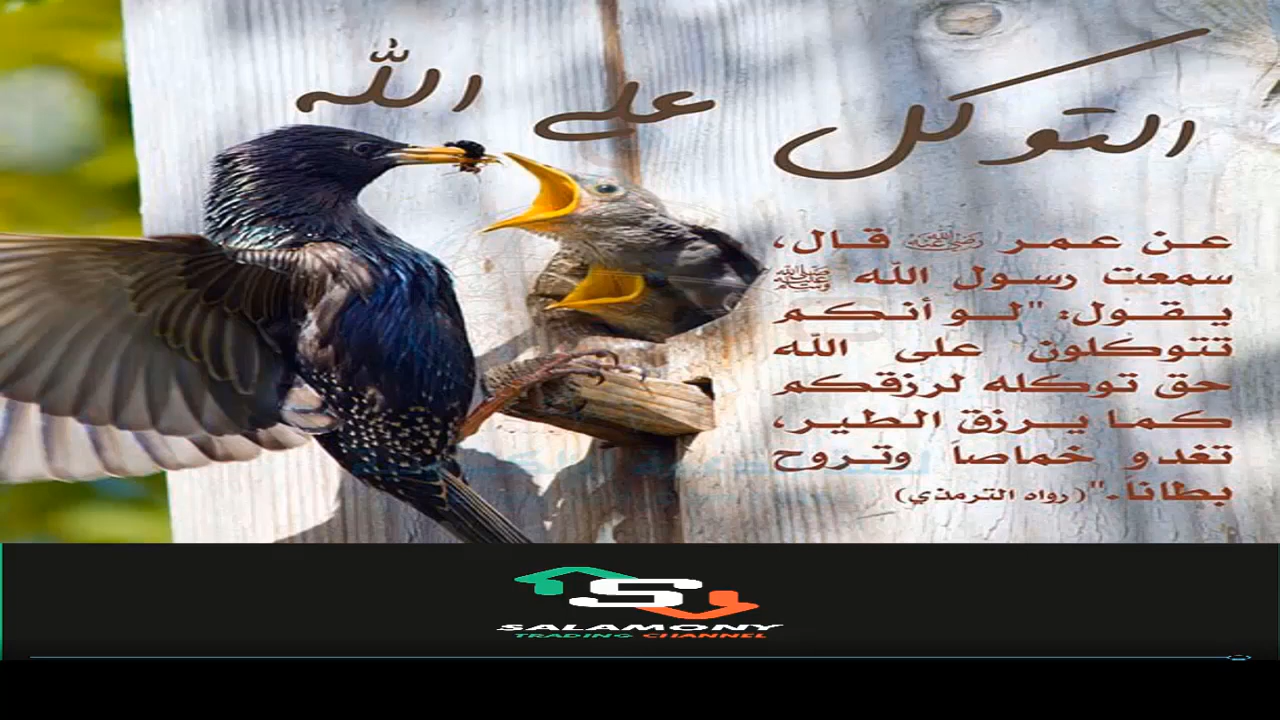 التوكل على الله
عن عمر رضي الله عنه قال،
سمعت رسول الله صلى الله عليه وسلم
يقول: "لو أنكم
تتوكلون على الله
حق توكله لرزقكم
كما يرزق الطير،
تغدو خماصاً وتروح
بطاناً." (رواه الترمذي)
SALAMONY
TRADING CHANNEL